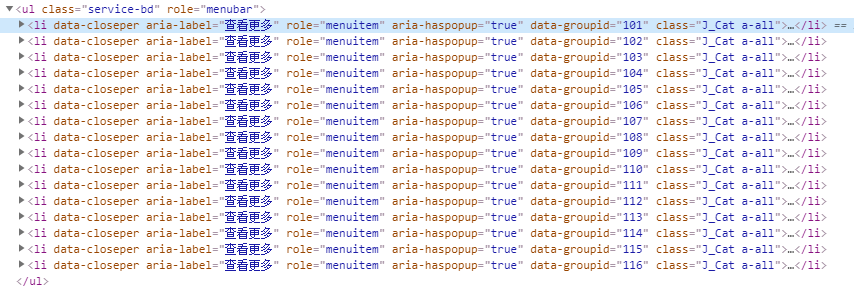 ▼<ul class="service-bd" role="menubar">
▶<li data-closeper aria-label="查看更多" role="menuitem" aria-haspopup="true" data-groupid="101" class="J_Cat a-all">…</li> ==
▶<li data-closeper aria-label="查看更多" role="menuitem" aria-haspopup="true" data-groupid="102" class="J_Cat a-all">…</li>
▶<li data-closeper aria-label="查看更多" role="menuitem" aria-haspopup="true" data-groupid="103" class="J_Cat a-all">…</li>
▶<li data-closeper aria-label="查看更多" role="menuitem" aria-haspopup="true" data-groupid="104" class="J_Cat a-all">…</li>
▶<li data-closeper aria-label="查看更多" role="menuitem" aria-haspopup="true" data-groupid="105" class="J_Cat a-all">…</li>
▶<li data-closeper aria-label="查看更多" role="menuitem" aria-haspopup="true" data-groupid="106" class="J_Cat a-all">…</li>
▶<li data-closeper aria-label="查看更多" role="menuitem" aria-haspopup="true" data-groupid="107" class="J_Cat a-all">…</li>
▶<li data-closeper aria-label="查看更多" role="menuitem" aria-haspopup="true" data-groupid="108" class="J_Cat a-all">…</li>
▶<li data-closeper aria-label="查看更多" role="menuitem" aria-haspopup="true" data-groupid="109" class="J_Cat a-all">…</li>
▶<li data-closeper aria-label="查看更多" role="menuitem" aria-haspopup="true" data-groupid="110" class="J_Cat a-all">…</li>
▶<li data-closeper aria-label="查看更多" role="menuitem" aria-haspopup="true" data-groupid="111" class="J_Cat a-all">…</li>
▶<li data-closeper aria-label="查看更多" role="menuitem" aria-haspopup="true" data-groupid="112" class="J_Cat a-all">…</li>
▶<li data-closeper aria-label="查看更多" role="menuitem" aria-haspopup="true" data-groupid="113" class="J_Cat a-all">…</li>
▶<li data-closeper aria-label="查看更多" role="menuitem" aria-haspopup="true" data-groupid="114" class="J_Cat a-all">…</li>
▶<li data-closeper aria-label="查看更多" role="menuitem" aria-haspopup="true" data-groupid="115" class="J_Cat a-all">…</li>
▶<li data-closeper aria-label="查看更多" role="menuitem" aria-haspopup="true" data-groupid="116" class="J_Cat a-all">…</li>
</ul>